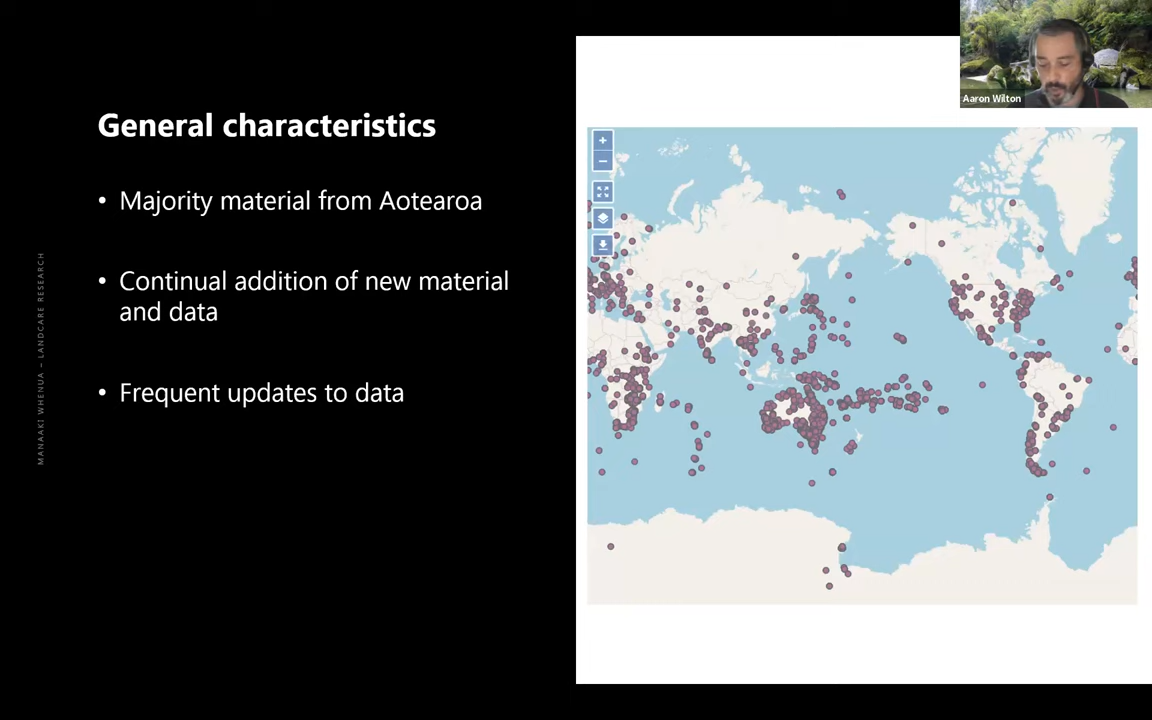 Aaron Wilton
General characteristics
• Majority material from Aotearoa
• Continual addition of new material
and data
• Frequent updates to data
MANAAKI WHENUA – LANDCARE RESEARCH